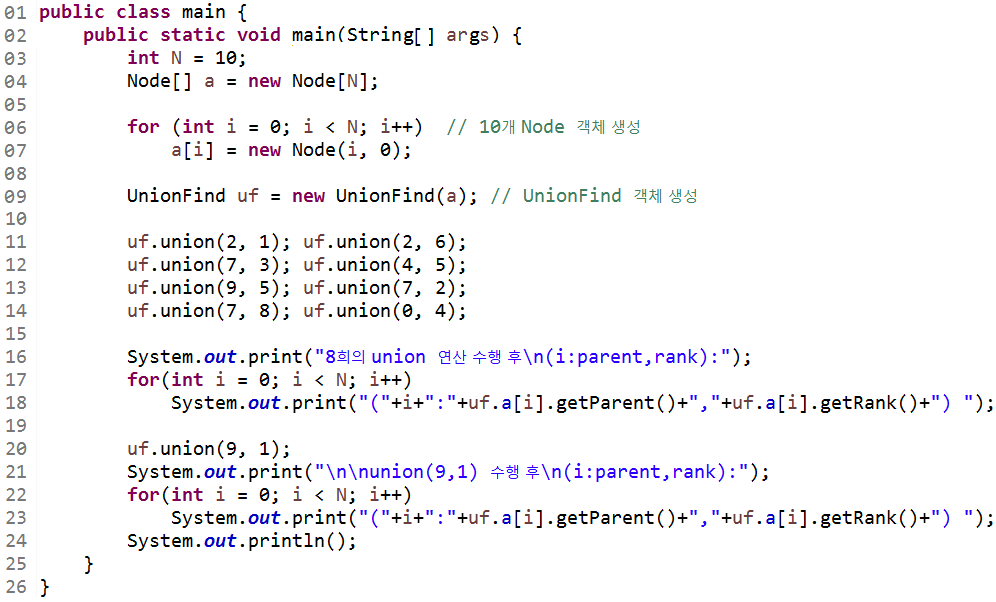 01 public class main {
02     public static void main(String[] args) {
03         int N = 10;
04         Node[] a = new Node[N];
05
06         for (int i = 0; i < N; i++)  // 10개 Node 객체 생성
07             a[i] = new Node(i, 0);
08
09         UnionFind uf = new UnionFind(a); // UnionFind 객체 생성
10
11         uf.union(2, 1); uf.union(2, 6);
12         uf.union(7, 3); uf.union(4, 5);
13         uf.union(9, 5); uf.union(7, 2);
14         uf.union(7, 8); uf.union(0, 4);
15
16         System.out.print("8회의 union 연산 수행 후\n(i:parent,rank):");
17         for(int i = 0; i < N; i++)
18             System.out.print("("+i+":"+uf.a[i].getParent()+","+uf.a[i].getRank()+") ");
19
20         uf.union(9, 1);
21         System.out.print("\n\nunion(9,1) 수행 후\n(i:parent,rank):");
22         for(int i = 0; i < N; i++)
23             System.out.print("("+i+":"+uf.a[i].getParent()+","+uf.a[i].getRank()+") ");
24         System.out.println();
25     }
26 }